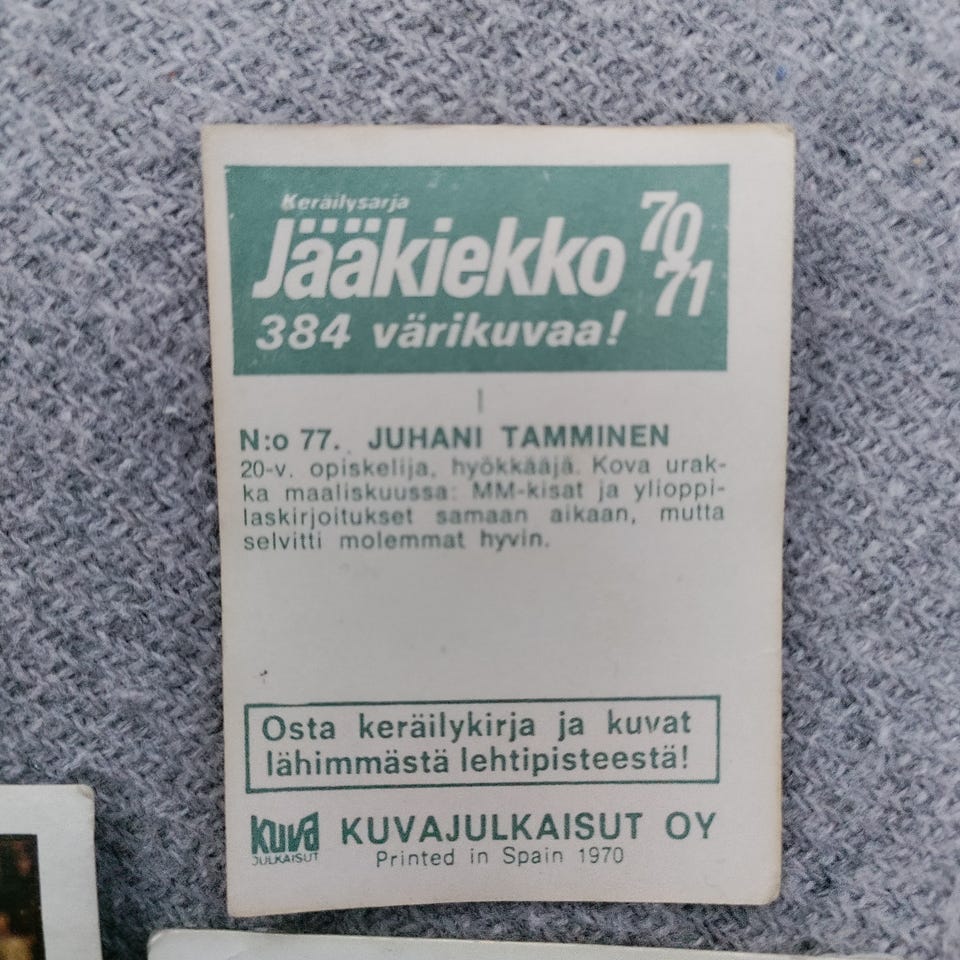 Keräilysarja
Jääkiekko 70
71
384 värikuvaa!
N:o 77. JUHANI TAMMINEN
20-v. opiskelija, hyökkääjä. Kova urak-
ka maaliskuussa: MM-kisat ja ylioppi-
laskirjoitukset samaan aikaan, mutta
selvitti molemmat hyvin.
Osta keräilykirja ja kuvat
lähimmästä lehtipisteestä!
kuva
JULKAISUT
KUVAJULKAISUT OY
Printed in Spain 1970